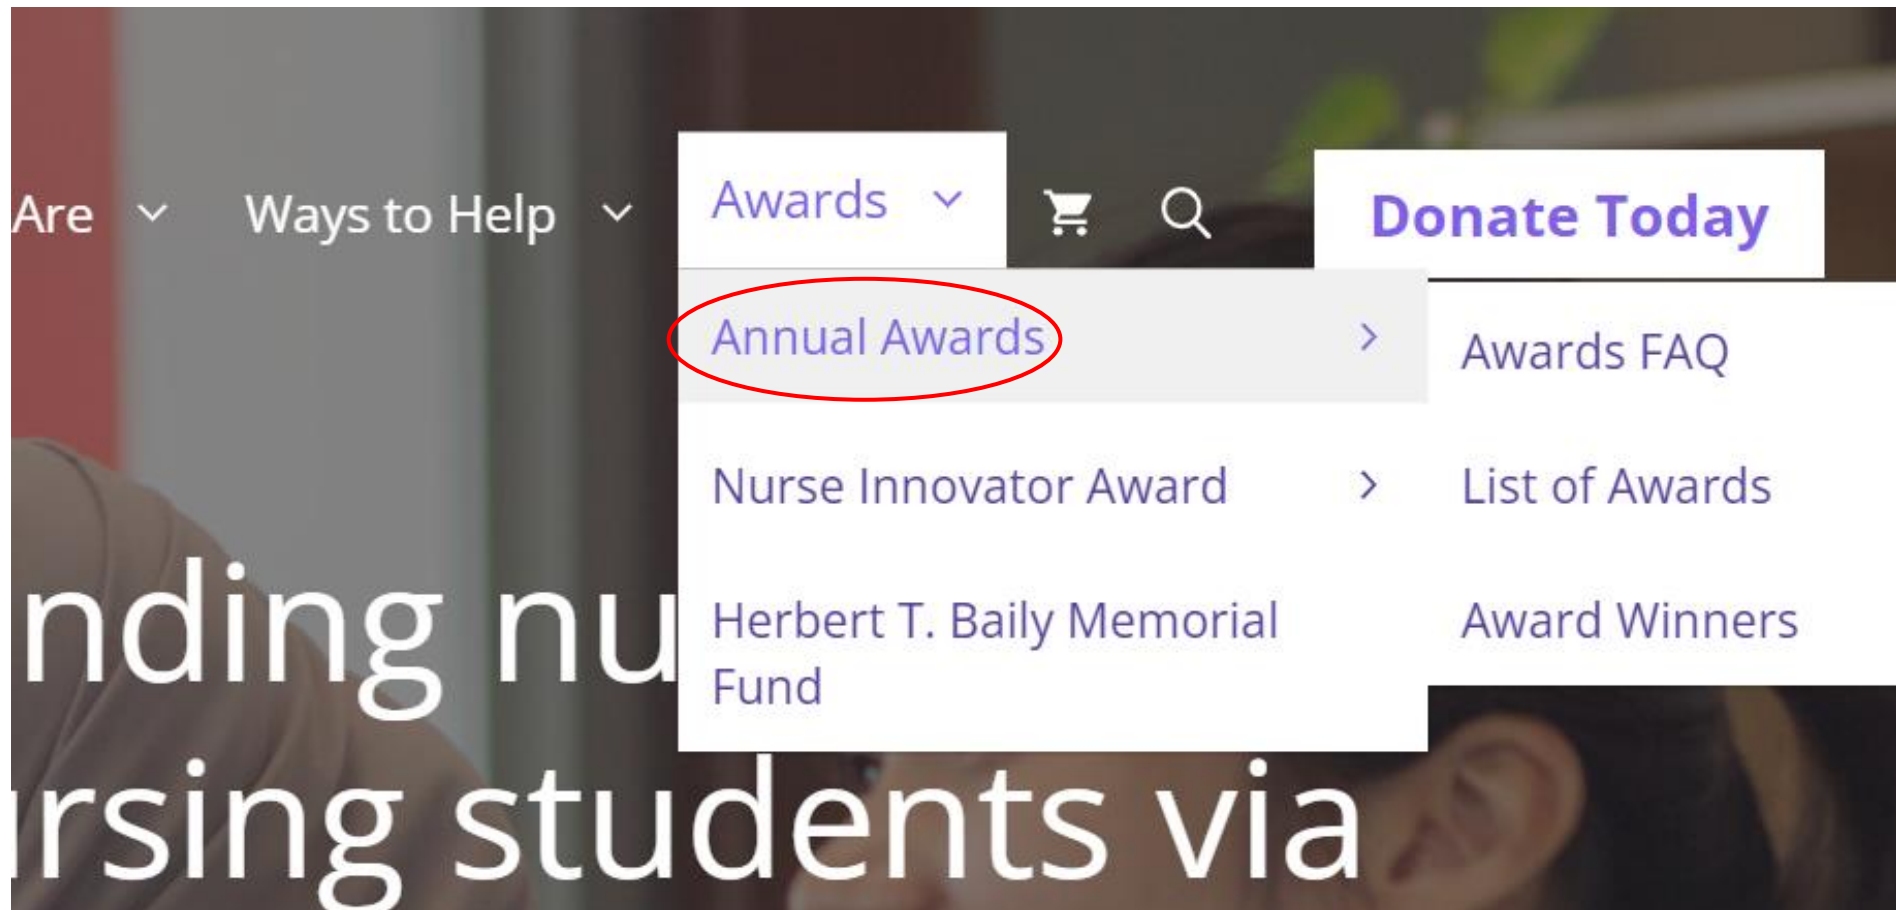 Are Ways to Help Awards Donate Today
Annual Awards
Nurse Innovator Award
Herbert T. Baily Memorial
Fund
Awards FAQ
List of Awards
Award Winners
nding nu
rsing students via